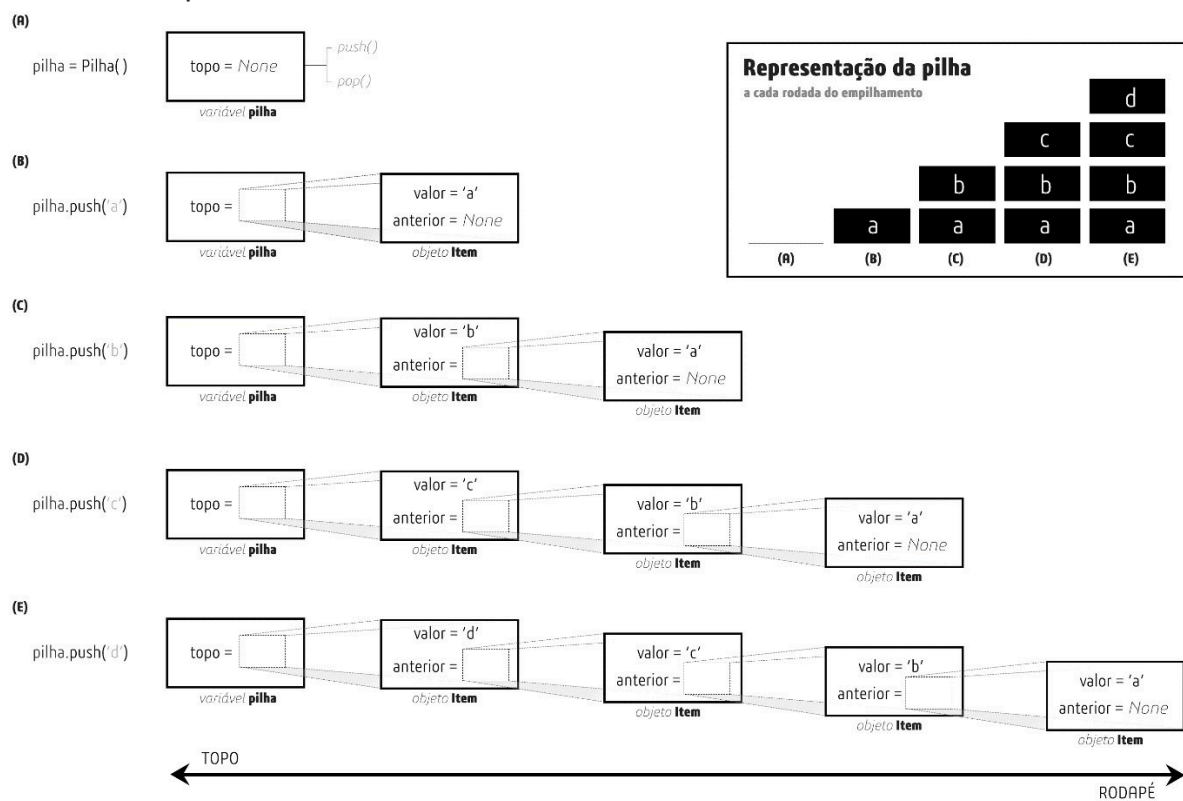 (A)
pilha = Pilha( )
topo = None
push()
pop()
variável pilha
Representação da pilha
a cada rodada do empilhamento
d
c c
b b b
a a a a
(A) (B) (C) (D) (E)
(B)
pilha.push('a')
topo =
variável pilha
valor = ‘a’
anterior = None
objeto Item
(C)
pilha.push('b')
topo =
variável pilha
valor = ‘b’
anterior =
objeto Item
valor = ‘a’
anterior = None
objeto Item
(D)
pilha.push('c')
topo =
variável pilha
valor = ‘c’
anterior =
objeto Item
valor = ‘b’
anterior =
objeto Item
valor = ‘a’
anterior = None
objeto Item
(E)
pilha.push('d')
topo =
variável pilha
valor = ‘d’
anterior =
objeto Item
valor = ‘c’
anterior =
objeto Item
valor = ‘b’
anterior =
objeto Item
valor = ‘a’
anterior = None
objeto Item
TOPO
RODAPÉ